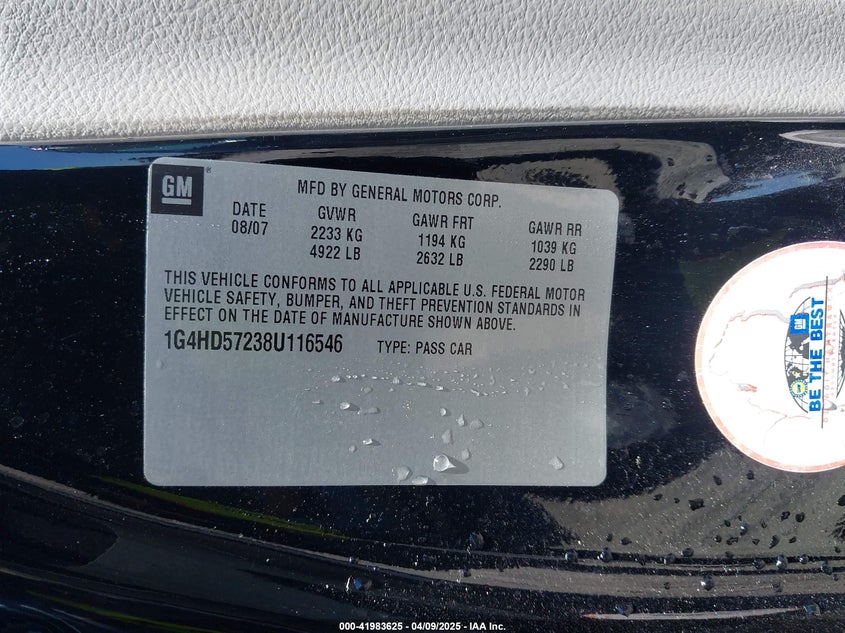 GM
MFD BY GENERAL MOTORS CORP.
DATE GVWR GAWR FRT GAWR RR
08/07 2233 KG 1194 KG 1039 KG
4922 LB 2632 LB 2290 LB
THIS VEHICLE CONFORMS TO ALL APPLICABLE U.S. FEDERAL MOTOR
VEHICLE SAFETY, BUMPER, AND THEFT PREVENTION STANDARDS IN
EFFECT ON THE DATE OF MANUFACTURE SHOWN ABOVE.
1G4HD57238U116546 TYPE: PASS CAR
GM
BE THE BEST
000-41983625 - 04/09/2025 - IAA Inc.